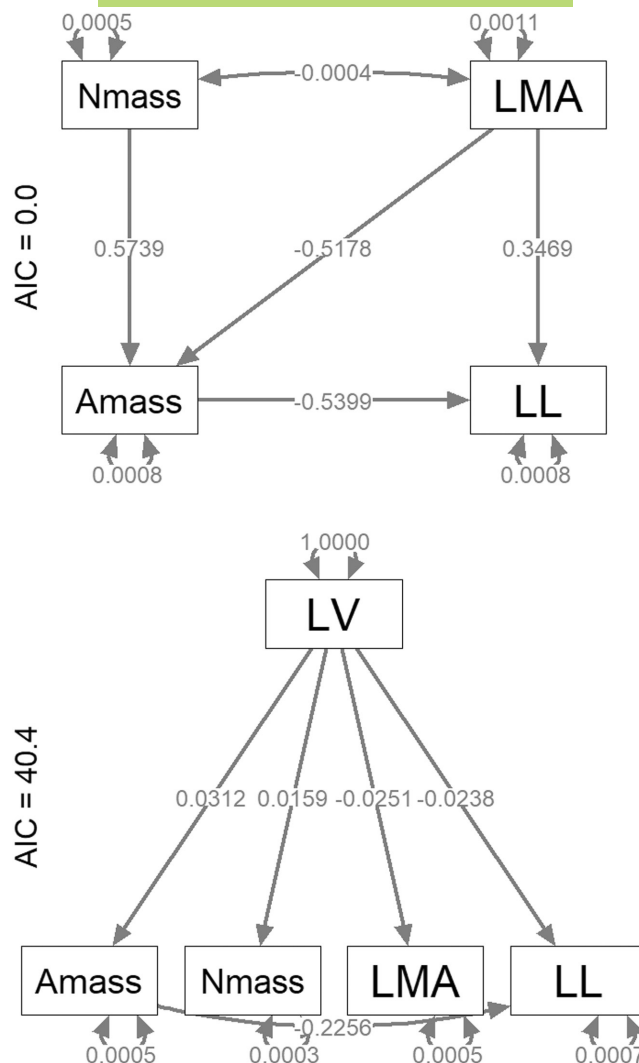 0.0005
0.0011
Nmass
-0.0004
LMA
AIC = 0.0
0.5739
-0.5178
0.3469
Amass
-0.5399
LL
0.0008
0.0008
1.0000
LV
AIC = 40.4
0.0312
0.0159
-0.0251
-0.0238
Amass
Nmass
LMA
LL
-0.2256
0.0005
0.0003
0.0005
0.0007